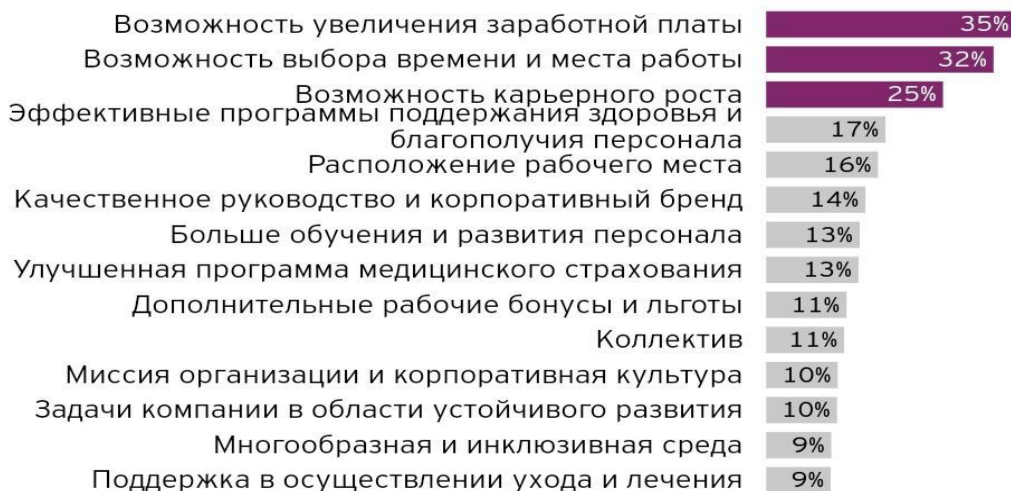 Возможность увеличения заработной платы 35%
Возможность выбора времени и места работы 32%
Возможность карьерного роста 25%
Эффективные программы поддержания здоровья и
благополучия персонала 17%
Расположение рабочего места 16%
Качественное руководство и корпоративный бренд 14%
Больше обучения и развития персонала 13%
Улучшенная программа медицинского страхования 13%
Дополнительные рабочие бонусы и льготы 11%
Коллектив 11%
Миссия организации и корпоративная культура 10%
Задачи компании в области устойчивого развития 10%
Многообразная и инклюзивная среда 9%
Поддержка в осуществлении ухода и лечения 9%